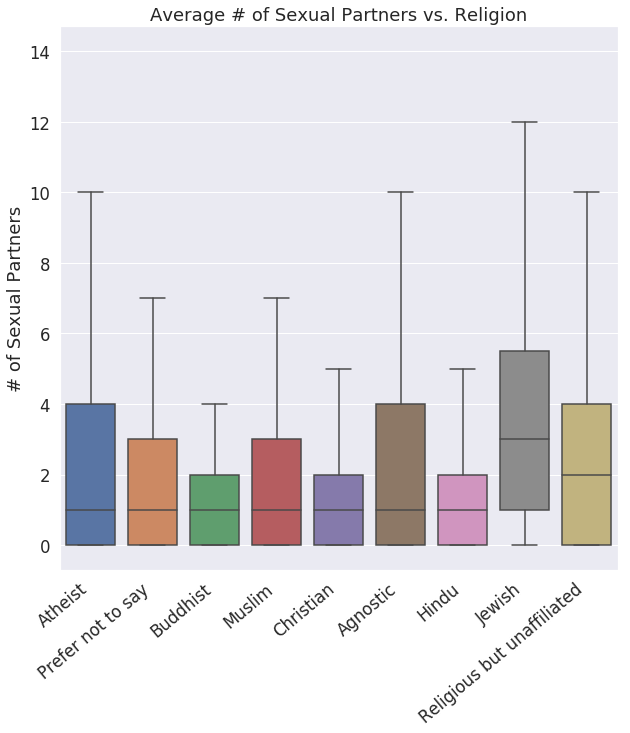 Average # of Sexual Partners vs. Religion
14
12
10
8
6
4
2
0
# of Sexual Partners
Atheist
Prefer not to say
Buddhist
Muslim
Christian
Agnostic
Hindu
Jewish
Religious but unaffiliated